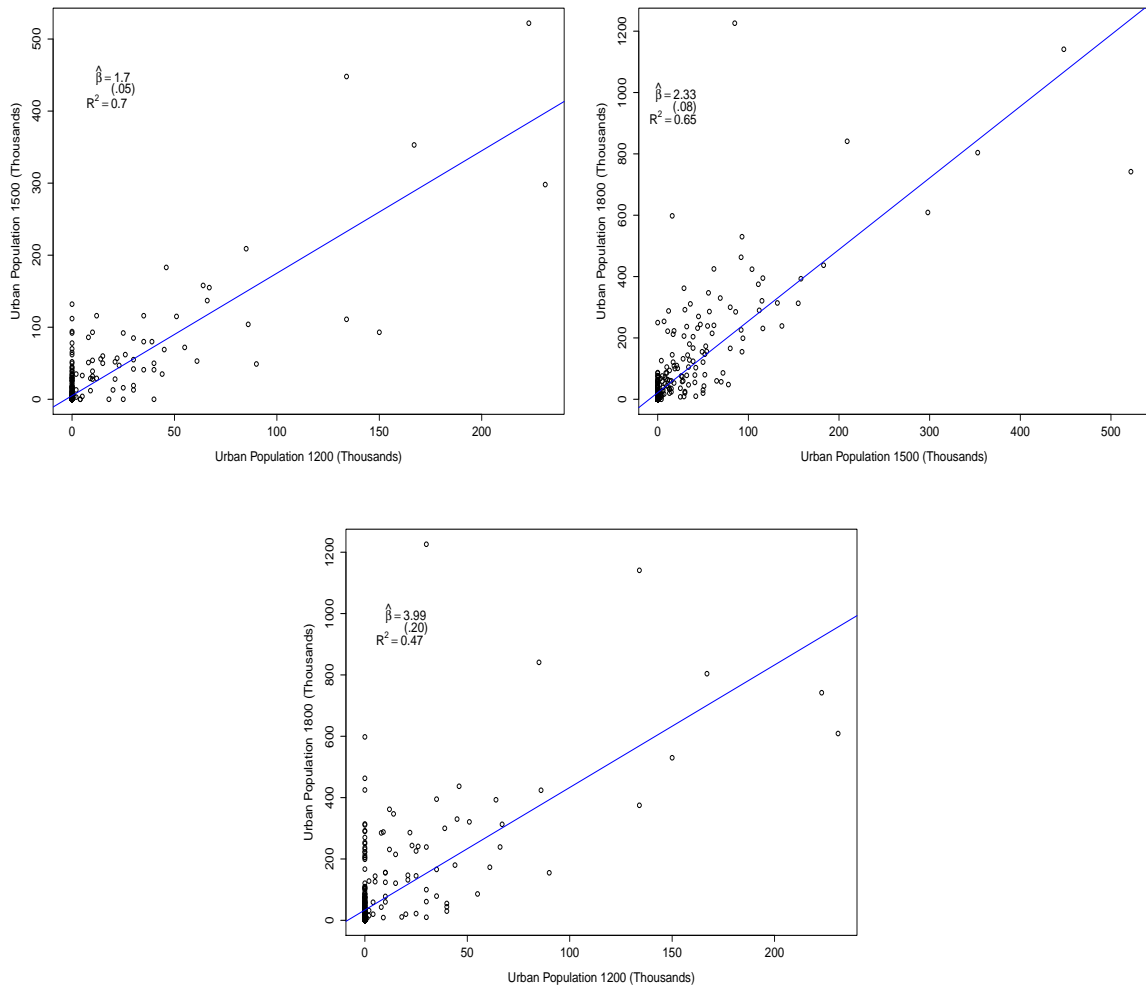 β̂ = 1.7
(.05)
R² = 0.7
Urban Population 1500 (Thousands)
0 100 200 300 400 500
0 50 100 150 200
Urban Population 1200 (Thousands)
β̂ = 2.33
(.08)
R² = 0.65
Urban Population 1800 (Thousands)
0 200 400 600 800 1000 1200
0 100 200 300 400 500
Urban Population 1500 (Thousands)
β̂ = 3.99
(.20)
R² = 0.47
Urban Population 1800 (Thousands)
0 200 400 600 800 1000 1200
0 50 100 150 200
Urban Population 1200 (Thousands)